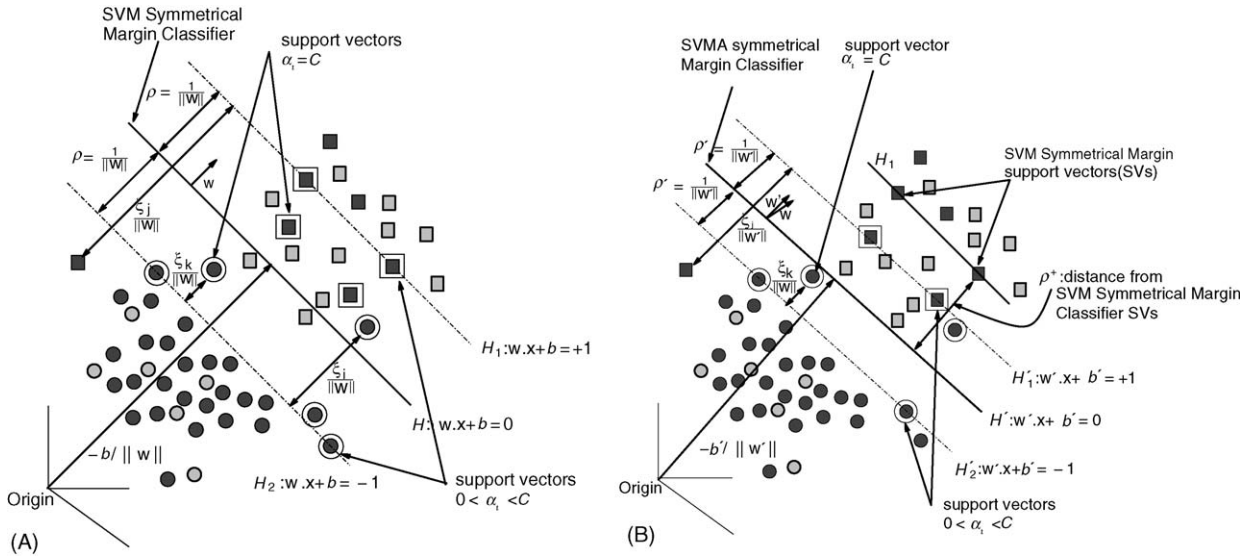 SVM Symmetrical
Margin Classifier
support vectors
αᵢ = C
ρ = 1/||w||
ρ = 1/||w||
w
ξj/||w||
ξk/||w||
H₁:w.x+b=+1
ξj/||w||
H: w.x+b=0
−b/ || w ||
H₂:w.x+b= −1
support vectors
0< αᵢ <C
Origin
(A)
SVMA symmetrical
Margin Classifier
support vector
αᵢ = C
ρ´ = 1/||w´||
ρ´ = 1/||w´||
H₁
SVM Symmetrical Margin
support vectors(SVs)
w'
w
ξj/||w´||
ξk/||w||
ρ⁺:distance from
SVM Symmetrical Margin
Classifier SVs
H´₁:w´.x+ b´=+1
H´:w´.x+ b´=0
−b´/ || w´ ||
H´₂:w´.x+b´= −1
support vectors
0< αᵢ <C
Origin
(B)